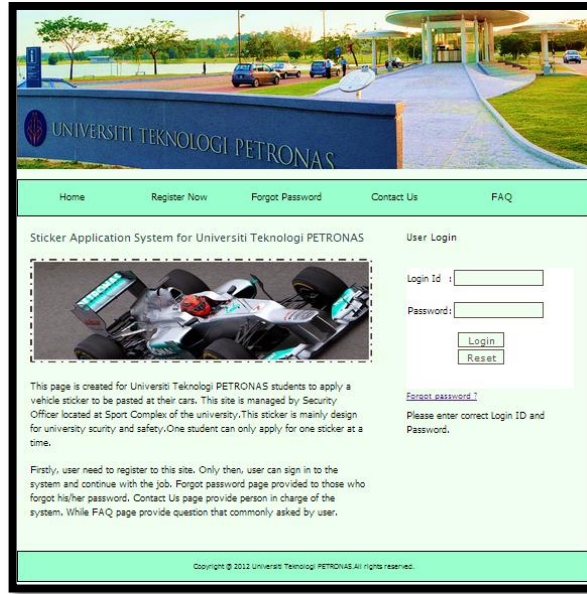 UNIVERSITI TEKNOLOGI PETRONAS
Home Register Now Forgot Password Contact Us FAQ
Sticker Application System for Universiti Teknologi PETRONAS
This page is created for Universiti Teknologi PETRONAS students to apply a
vehicle sticker to be pasted at their cars. This site is managed by Security
Officer located at Sport Complex of the university.This sticker is mainly design
for university scurity and safety.One student can only apply for one sticker at a
time.
Firstly, user need to register to this site. Only then, user can sign in to the
system and continue with the job. Forgot password page provided to those who
forgot his/her password. Contact Us page provide person in charge of the
system. While FAQ page provide question that commonly asked by user.
User Login
Login Id :
Password:
Login
Reset
Forgot password ?
Please enter correct Login ID and
Password.
Copyright @ 2012 Universiti Teknologi PETRONAS.All rights reserved.